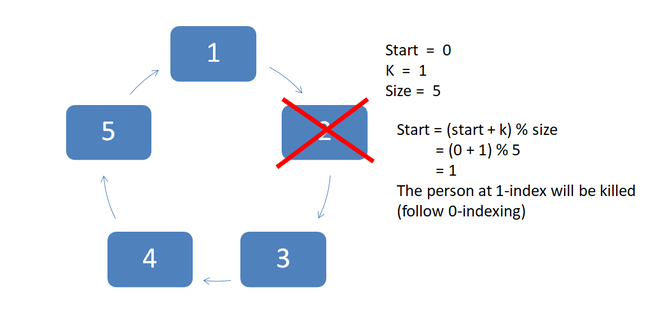 1
Start = 0
K = 1
Size = 5
5
2
Start = (start + k) % size
= (0 + 1) % 5
= 1
The person at 1-index will be killed
(follow 0-indexing)
4
3